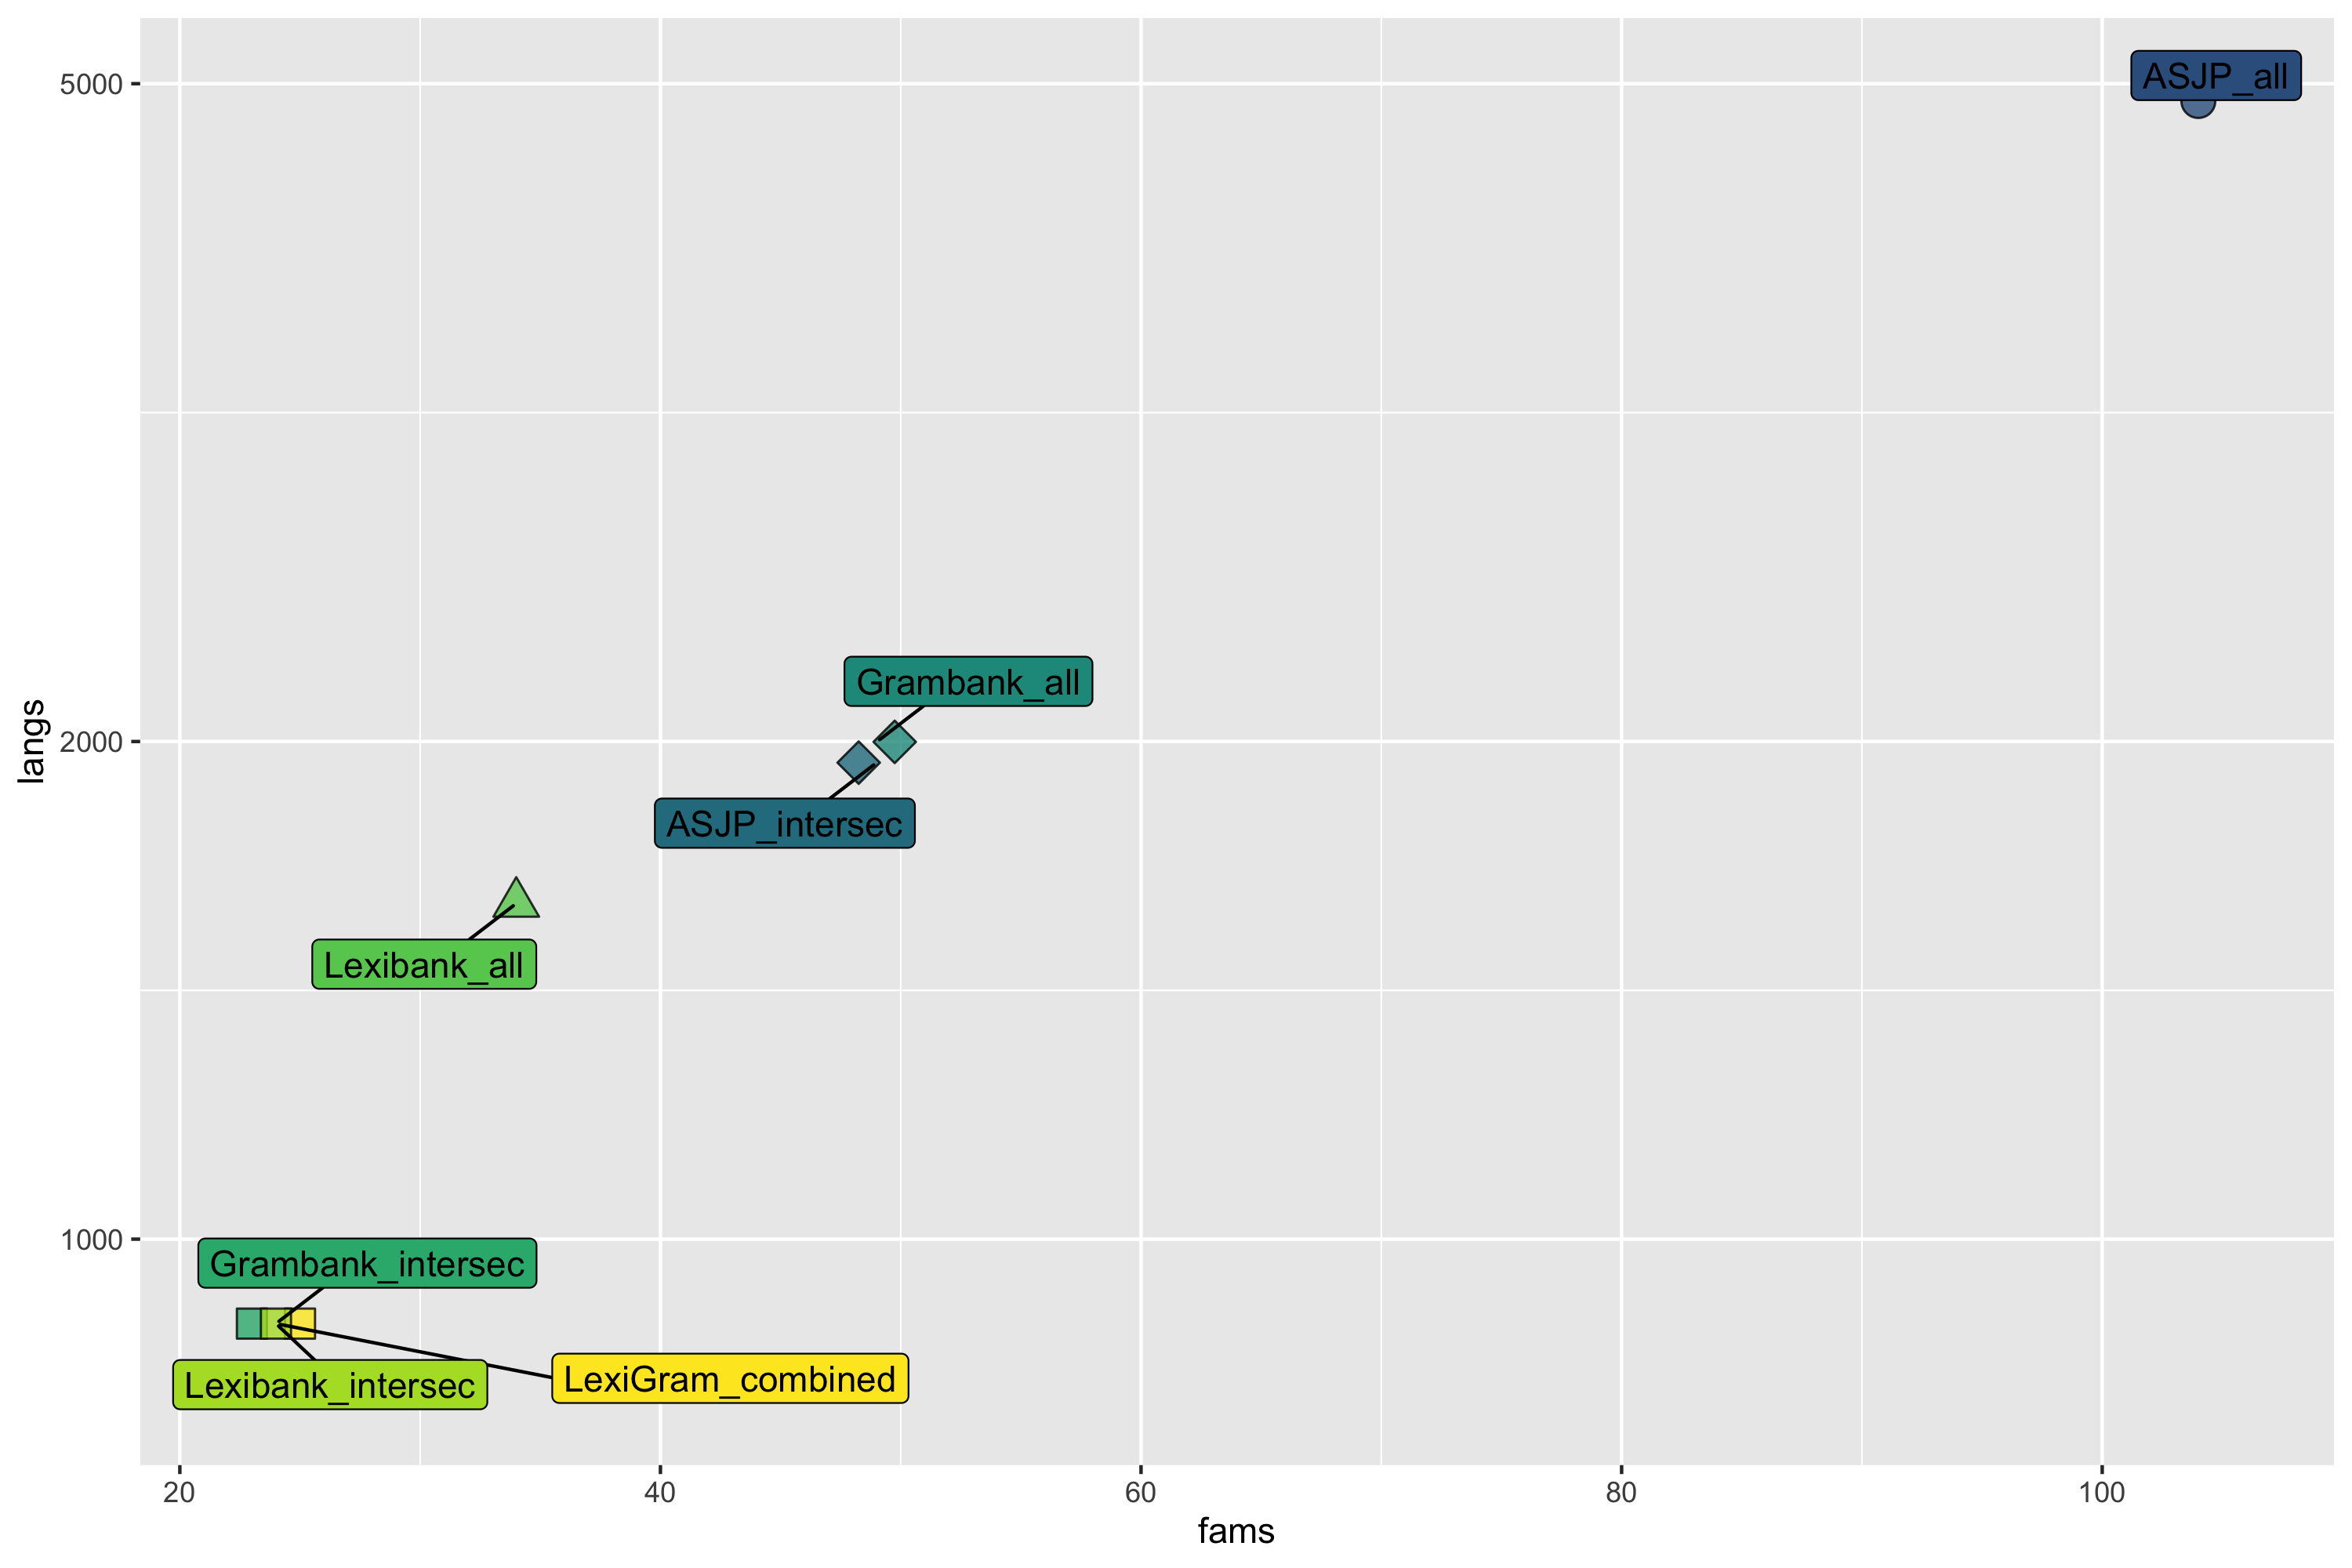 ASJP_all
5000
Grambank_all
langs
2000
ASJP_intersec
Lexibank_all
1000
Grambank_intersec
LexiGram_combined
Lexibank_intersec
20
40
60
80
100
fams